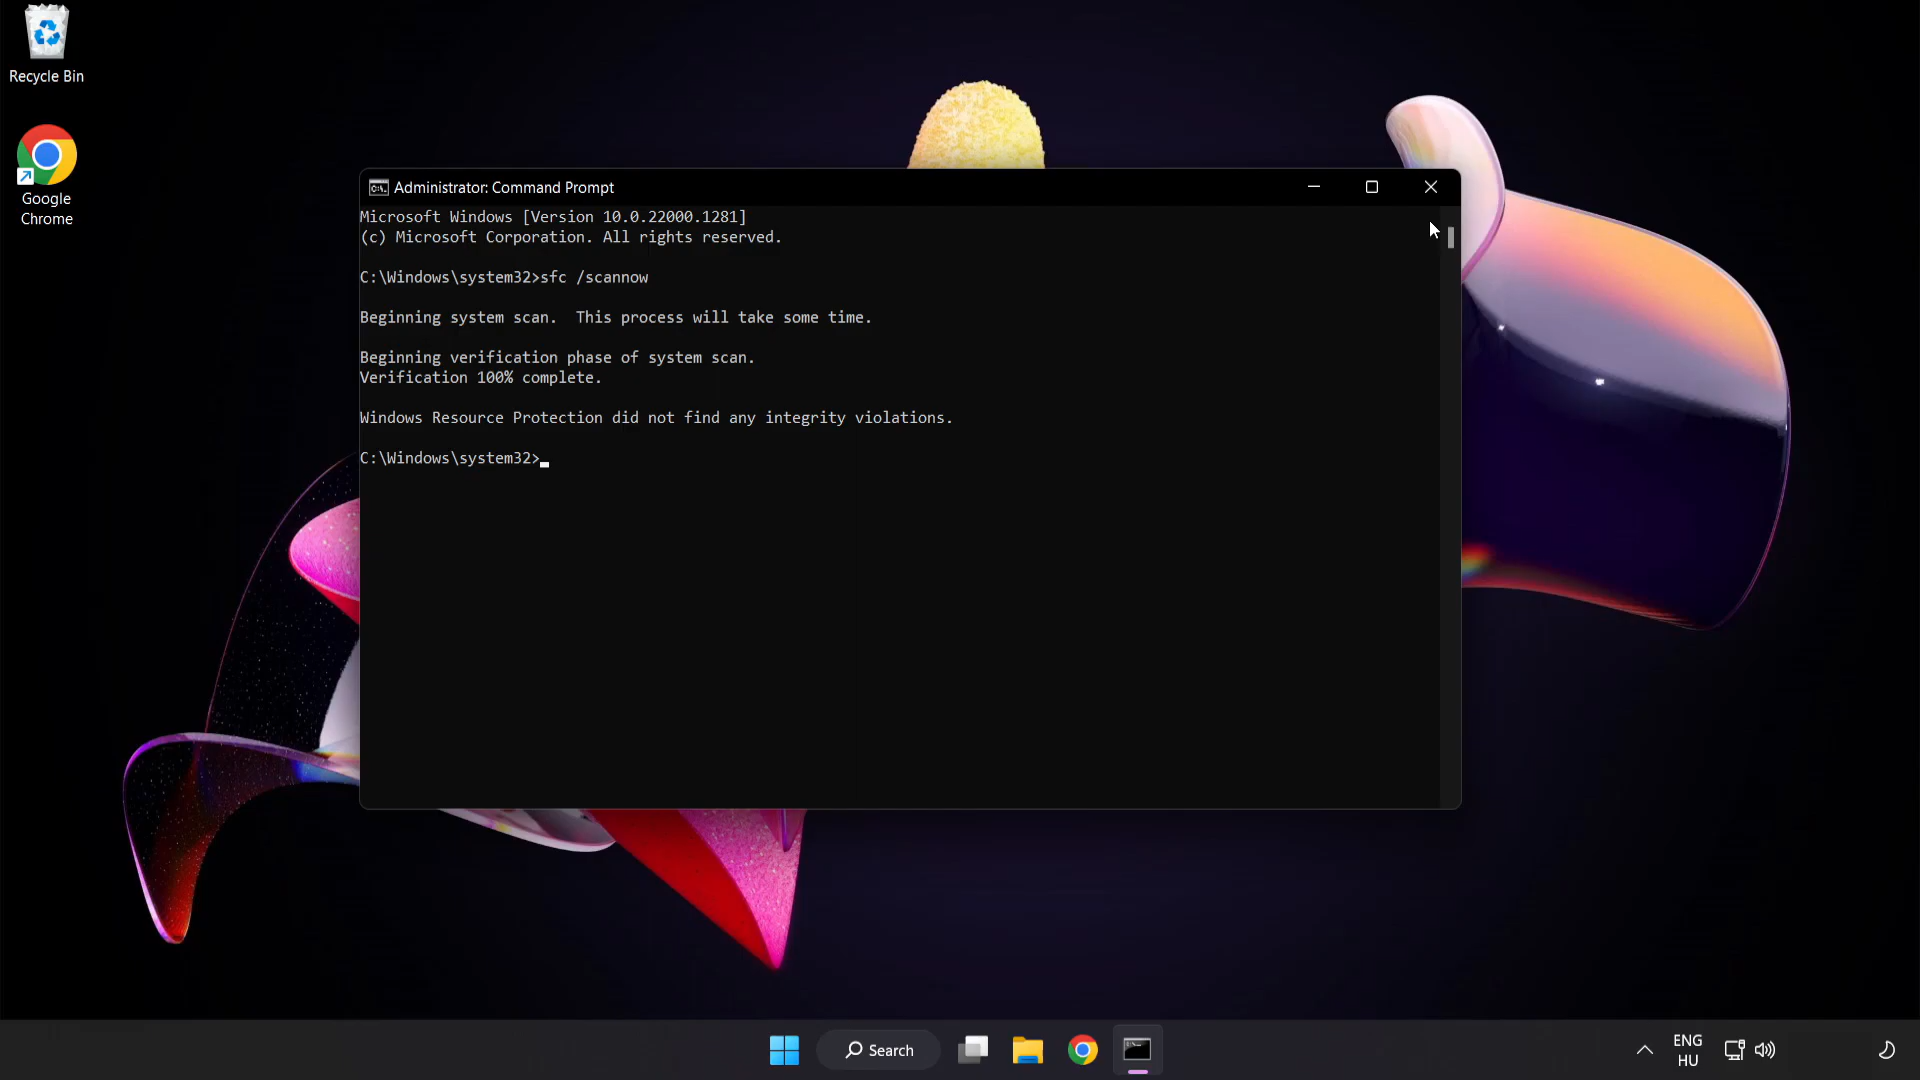 Recycle Bin
Google
Chrome
Administrator: Command Prompt
Microsoft Windows [Version 10.0.22000.1281]
(c) Microsoft Corporation. All rights reserved.
C:\Windows\system32>sfc /scannow
Beginning system scan.  This process will take some time.
Beginning verification phase of system scan.
Verification 100% complete.
Windows Resource Protection did not find any integrity violations.
C:\Windows\system32>
Search
ENG
HU